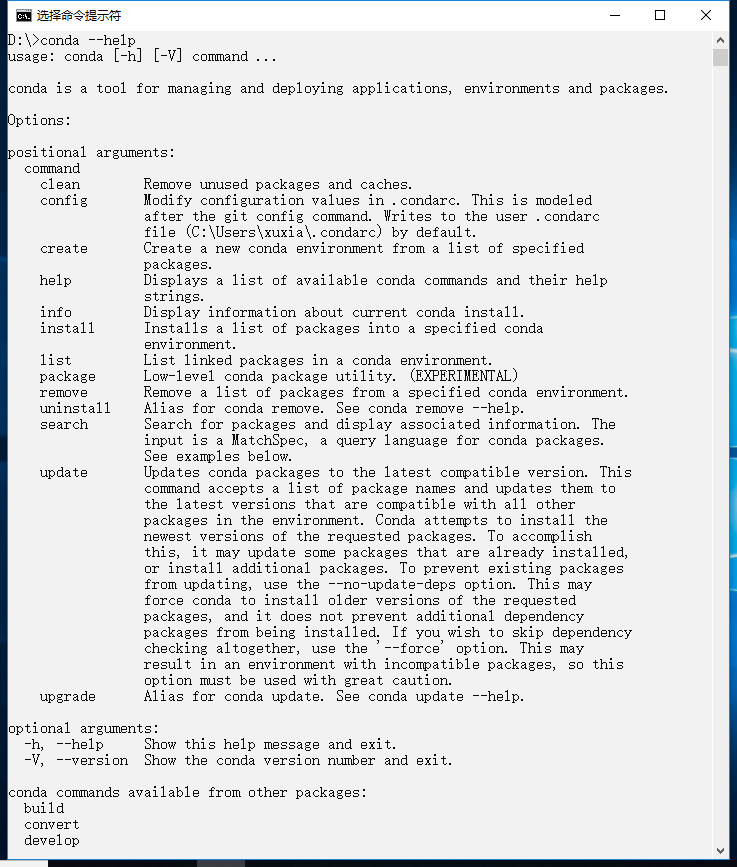 选择命令提示符
D:\>conda --help
usage: conda [-h] [-V] command ...
conda is a tool for managing and deploying applications, environments and packages.
Options:
positional arguments:
command
clean Remove unused packages and caches.
config Modify configuration values in .condarc. This is modeled
after the git config command. Writes to the user .condarc
file (C:\Users\xuxia\.condarc) by default.
create Create a new conda environment from a list of specified
packages.
help Displays a list of available conda commands and their help
strings.
info Display information about current conda install.
install Installs a list of packages into a specified conda
environment.
list List linked packages in a conda environment.
package Low-level conda package utility. (EXPERIMENTAL)
remove Remove a list of packages from a specified conda environment.
uninstall Alias for conda remove. See conda remove --help.
search Search for packages and display associated information. The
input is a MatchSpec, a query language for conda packages.
See examples below.
update Updates conda packages to the latest compatible version. This
command accepts a list of package names and updates them to
the latest versions that are compatible with all other
packages in the environment. Conda attempts to install the
newest versions of the requested packages. To accomplish
this, it may update some packages that are already installed,
or install additional packages. To prevent existing packages
from updating, use the --no-update-deps option. This may
force conda to install older versions of the requested
packages, and it does not prevent additional dependency
packages from being installed. If you wish to skip dependency
checking altogether, use the '--force' option. This may
result in an environment with incompatible packages, so this
option must be used with great caution.
upgrade Alias for conda update. See conda update --help.
optional arguments:
-h, --help Show this help message and exit.
-V, --version Show the conda version number and exit.
conda commands available from other packages:
build
convert
develop